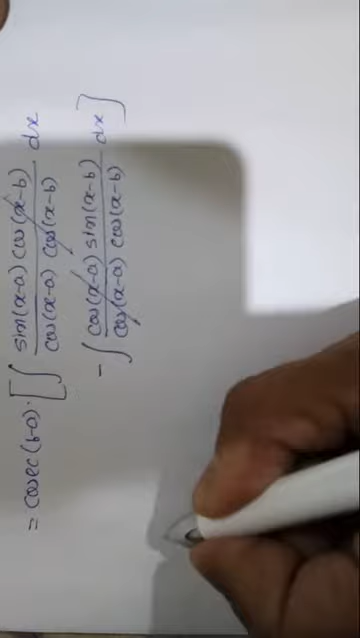 = cosec(b-a). [ ∫ sin(x-a) cos(x-b) / cos(x-a) cos(x-b) dx
- ∫ cos(x-a) sin(x-b) / cos(x-a) cos(x-b) dx ]